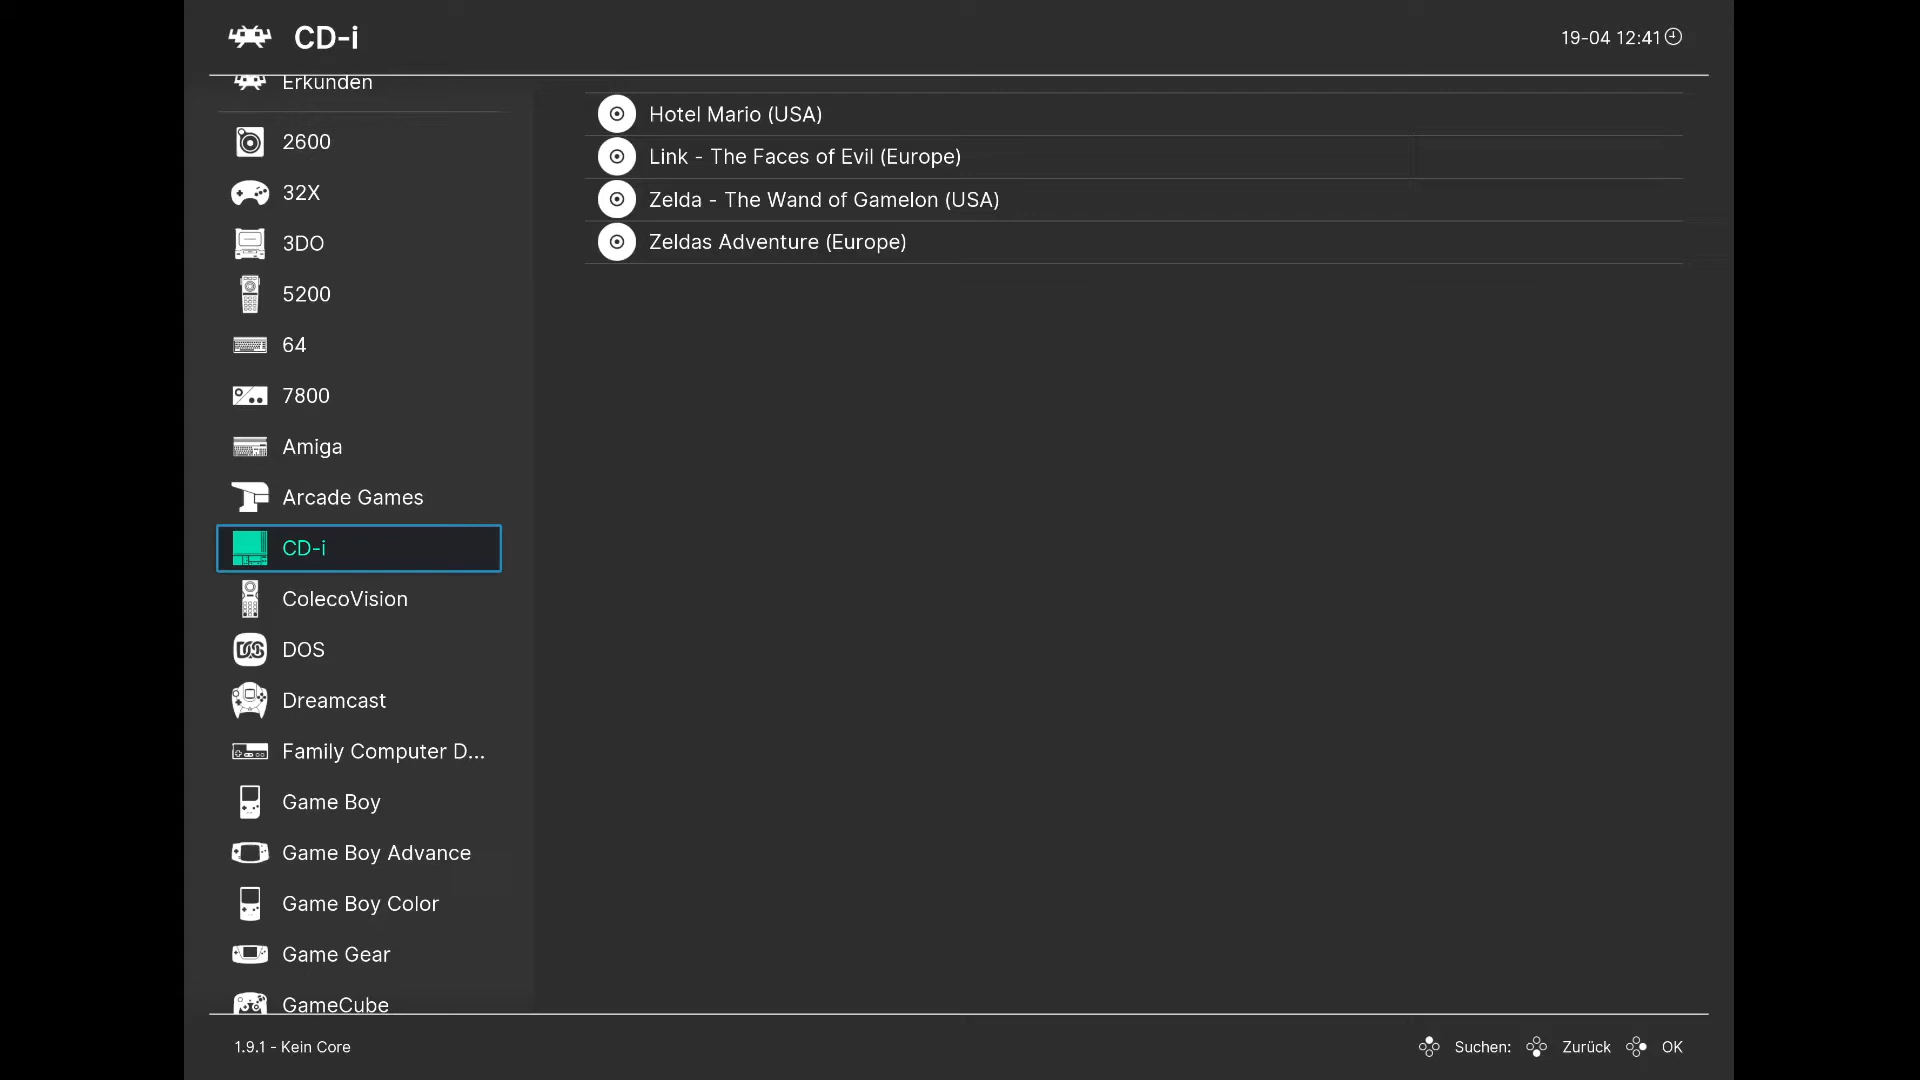 CD-i
19-04 12:41
Erkunden
2600
32X
3DO
5200
64
7800
Amiga
Arcade Games
CD-i
ColecoVision
DOS
Dreamcast
Family Computer D...
Game Boy
Game Boy Advance
Game Boy Color
Game Gear
GameCube
Hotel Mario (USA)
Link - The Faces of Evil (Europe)
Zelda - The Wand of Gamelon (USA)
Zeldas Adventure (Europe)
1.9.1 - Kein Core
Suchen: Zurück OK